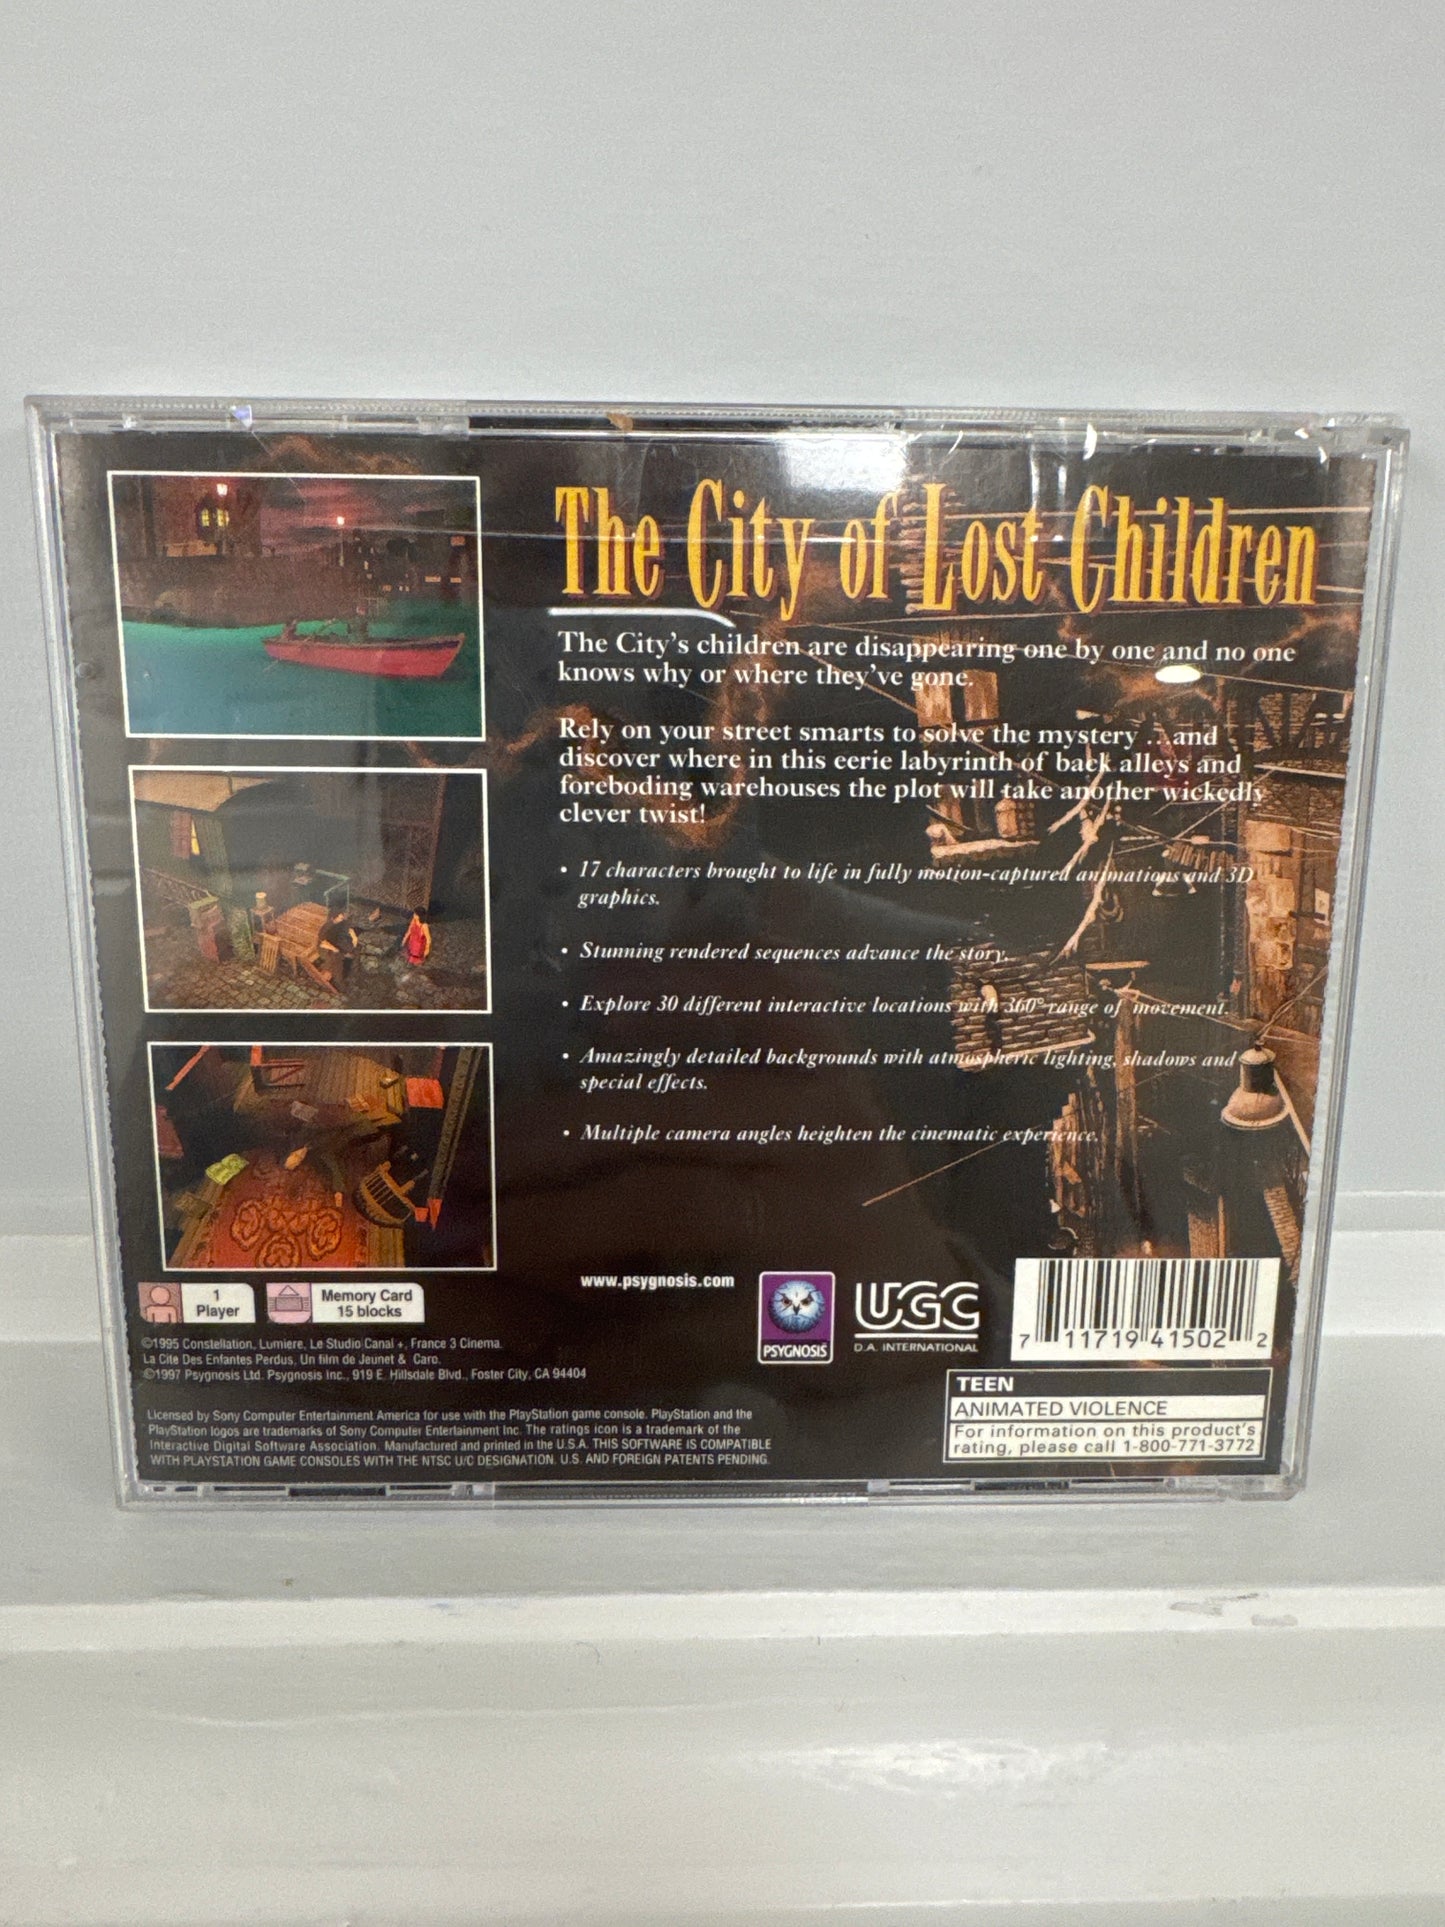 The City of Lost Children
The City's children are disappearing one by one and no one
knows why or where they've gone.
Rely on your street smarts to solve the mystery ...and
discover where in this eerie labyrinth of back alleys and
foreboding warehouses the plot will take another wickedly
clever twist!
• 17 characters brought to life in fully motion-captured animations and 3D
graphics.
• Stunning rendered sequences advance the story.
• Explore 30 different interactive locations with 360° range of movement.
• Amazingly detailed backgrounds with atmospheric lighting, shadows and
special effects.
• Multiple camera angles heighten the cinematic experience.
1
Player
Memory Card
15 blocks
www.psygnosis.com
PSYGNOSIS
UGC
D.A. INTERNATIONAL
7 11719 41502 2
©1995 Constellation, Lumiere, Le Studio Canal +, France 3 Cinema.
La Cite Des Enfantes Perdus, Un film de Jeunet & Caro.
©1997 Psygnosis Ltd. Psygnosis Inc., 919 E. Hillsdale Blvd., Foster City, CA 94404
Licensed by Sony Computer Entertainment America for use with the PlayStation game console. PlayStation and the
PlayStation logos are trademarks of Sony Computer Entertainment Inc. The ratings icon is a trademark of the
Interactive Digital Software Association. Manufactured and printed in the U.S.A. THIS SOFTWARE IS COMPATIBLE
WITH PLAYSTATION GAME CONSOLES WITH THE NTSC U/C DESIGNATION. U.S. AND FOREIGN PATENTS PENDING.
TEEN
ANIMATED VIOLENCE
For information on this product's
rating, please call 1-800-771-3772